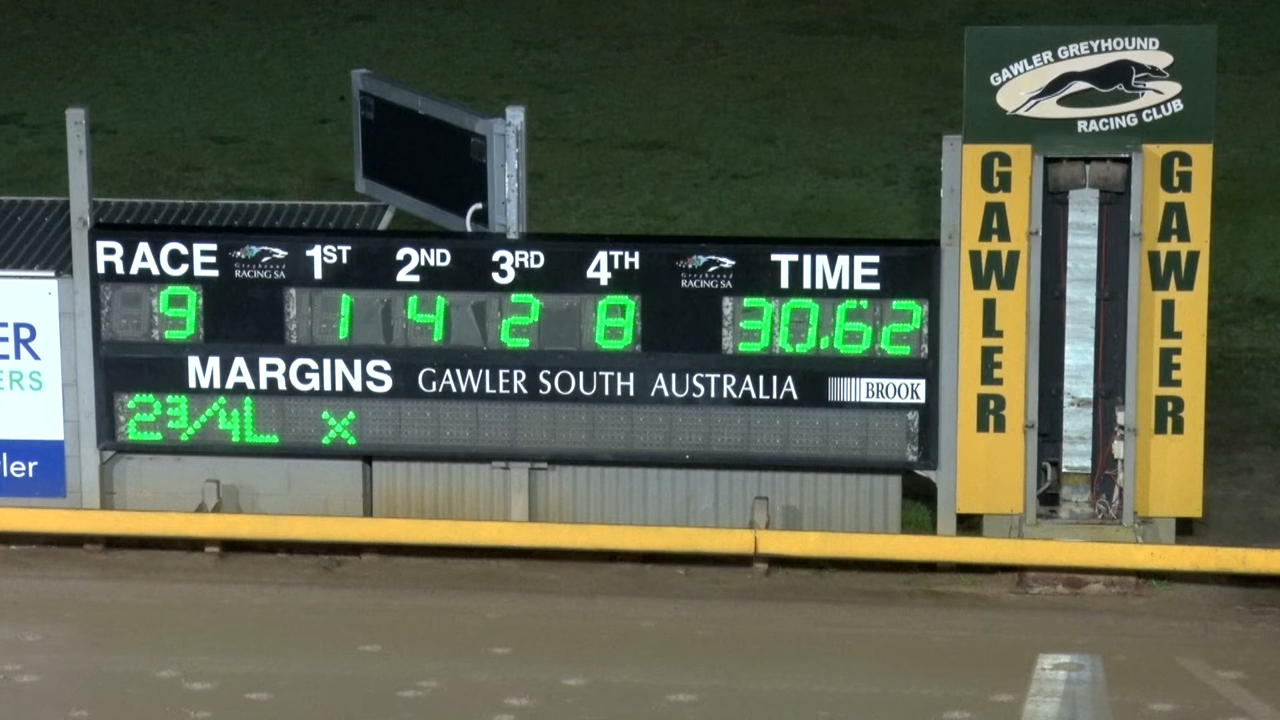 GAWLER GREYHOUND
RACING CLUB
GAWLER
GAWLER
RACE
Greyhound
RACING SA
1ST
2ND
3RD
4TH
Greyhound
RACING SA
TIME
9
1
4
2
8
30.62
MARGINS
GAWLER SOUTH AUSTRALIA
BROOK
2 3/4L x
ER
ERS
ler